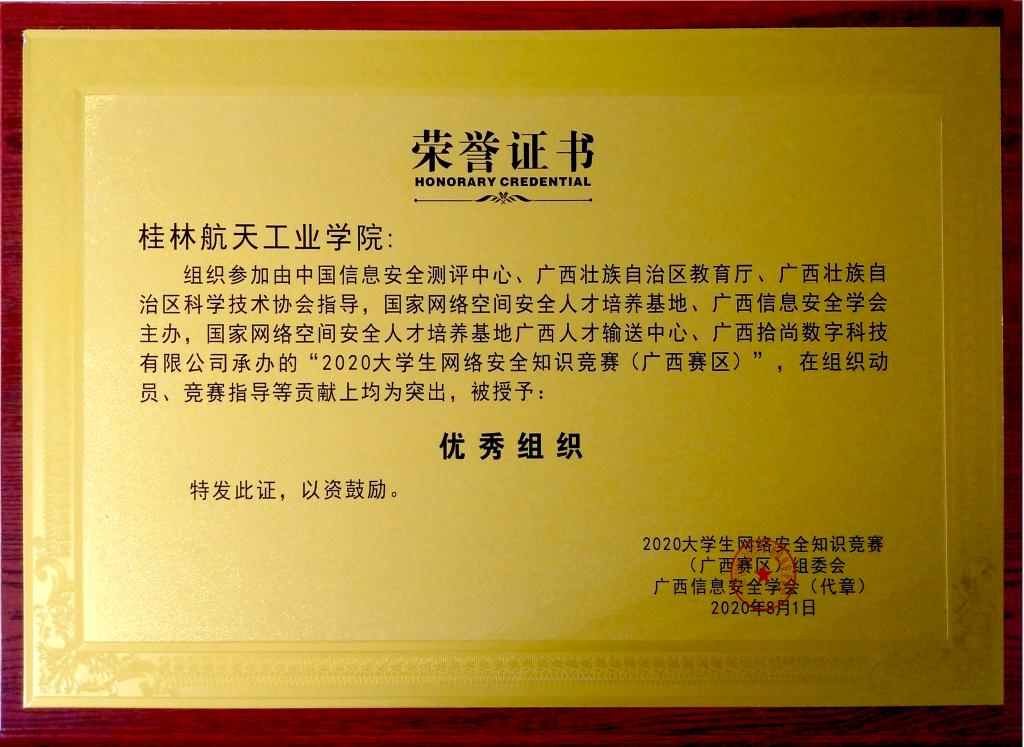 荣誉证书
HONORARY CREDENTIAL
桂林航天工业学院:
组织参加由中国信息安全测评中心、广西壮族自治区教育厅、广西壮族自
治区科学技术协会指导，国家网络空间安全人才培养基地、广西信息安全学会
主办，国家网络空间安全人才培养基地广西人才输送中心、广西拾尚数字科技
有限公司承办的“2020大学生网络安全知识竞赛（广西赛区）”，在组织动
员、竞赛指导等贡献上均为突出，被授予：
优秀组织
特发此证，以资鼓励。
2020大学生网络安全知识竞赛
（广西赛区）组委会
广西信息安全学会（代章）
2020年8月1日